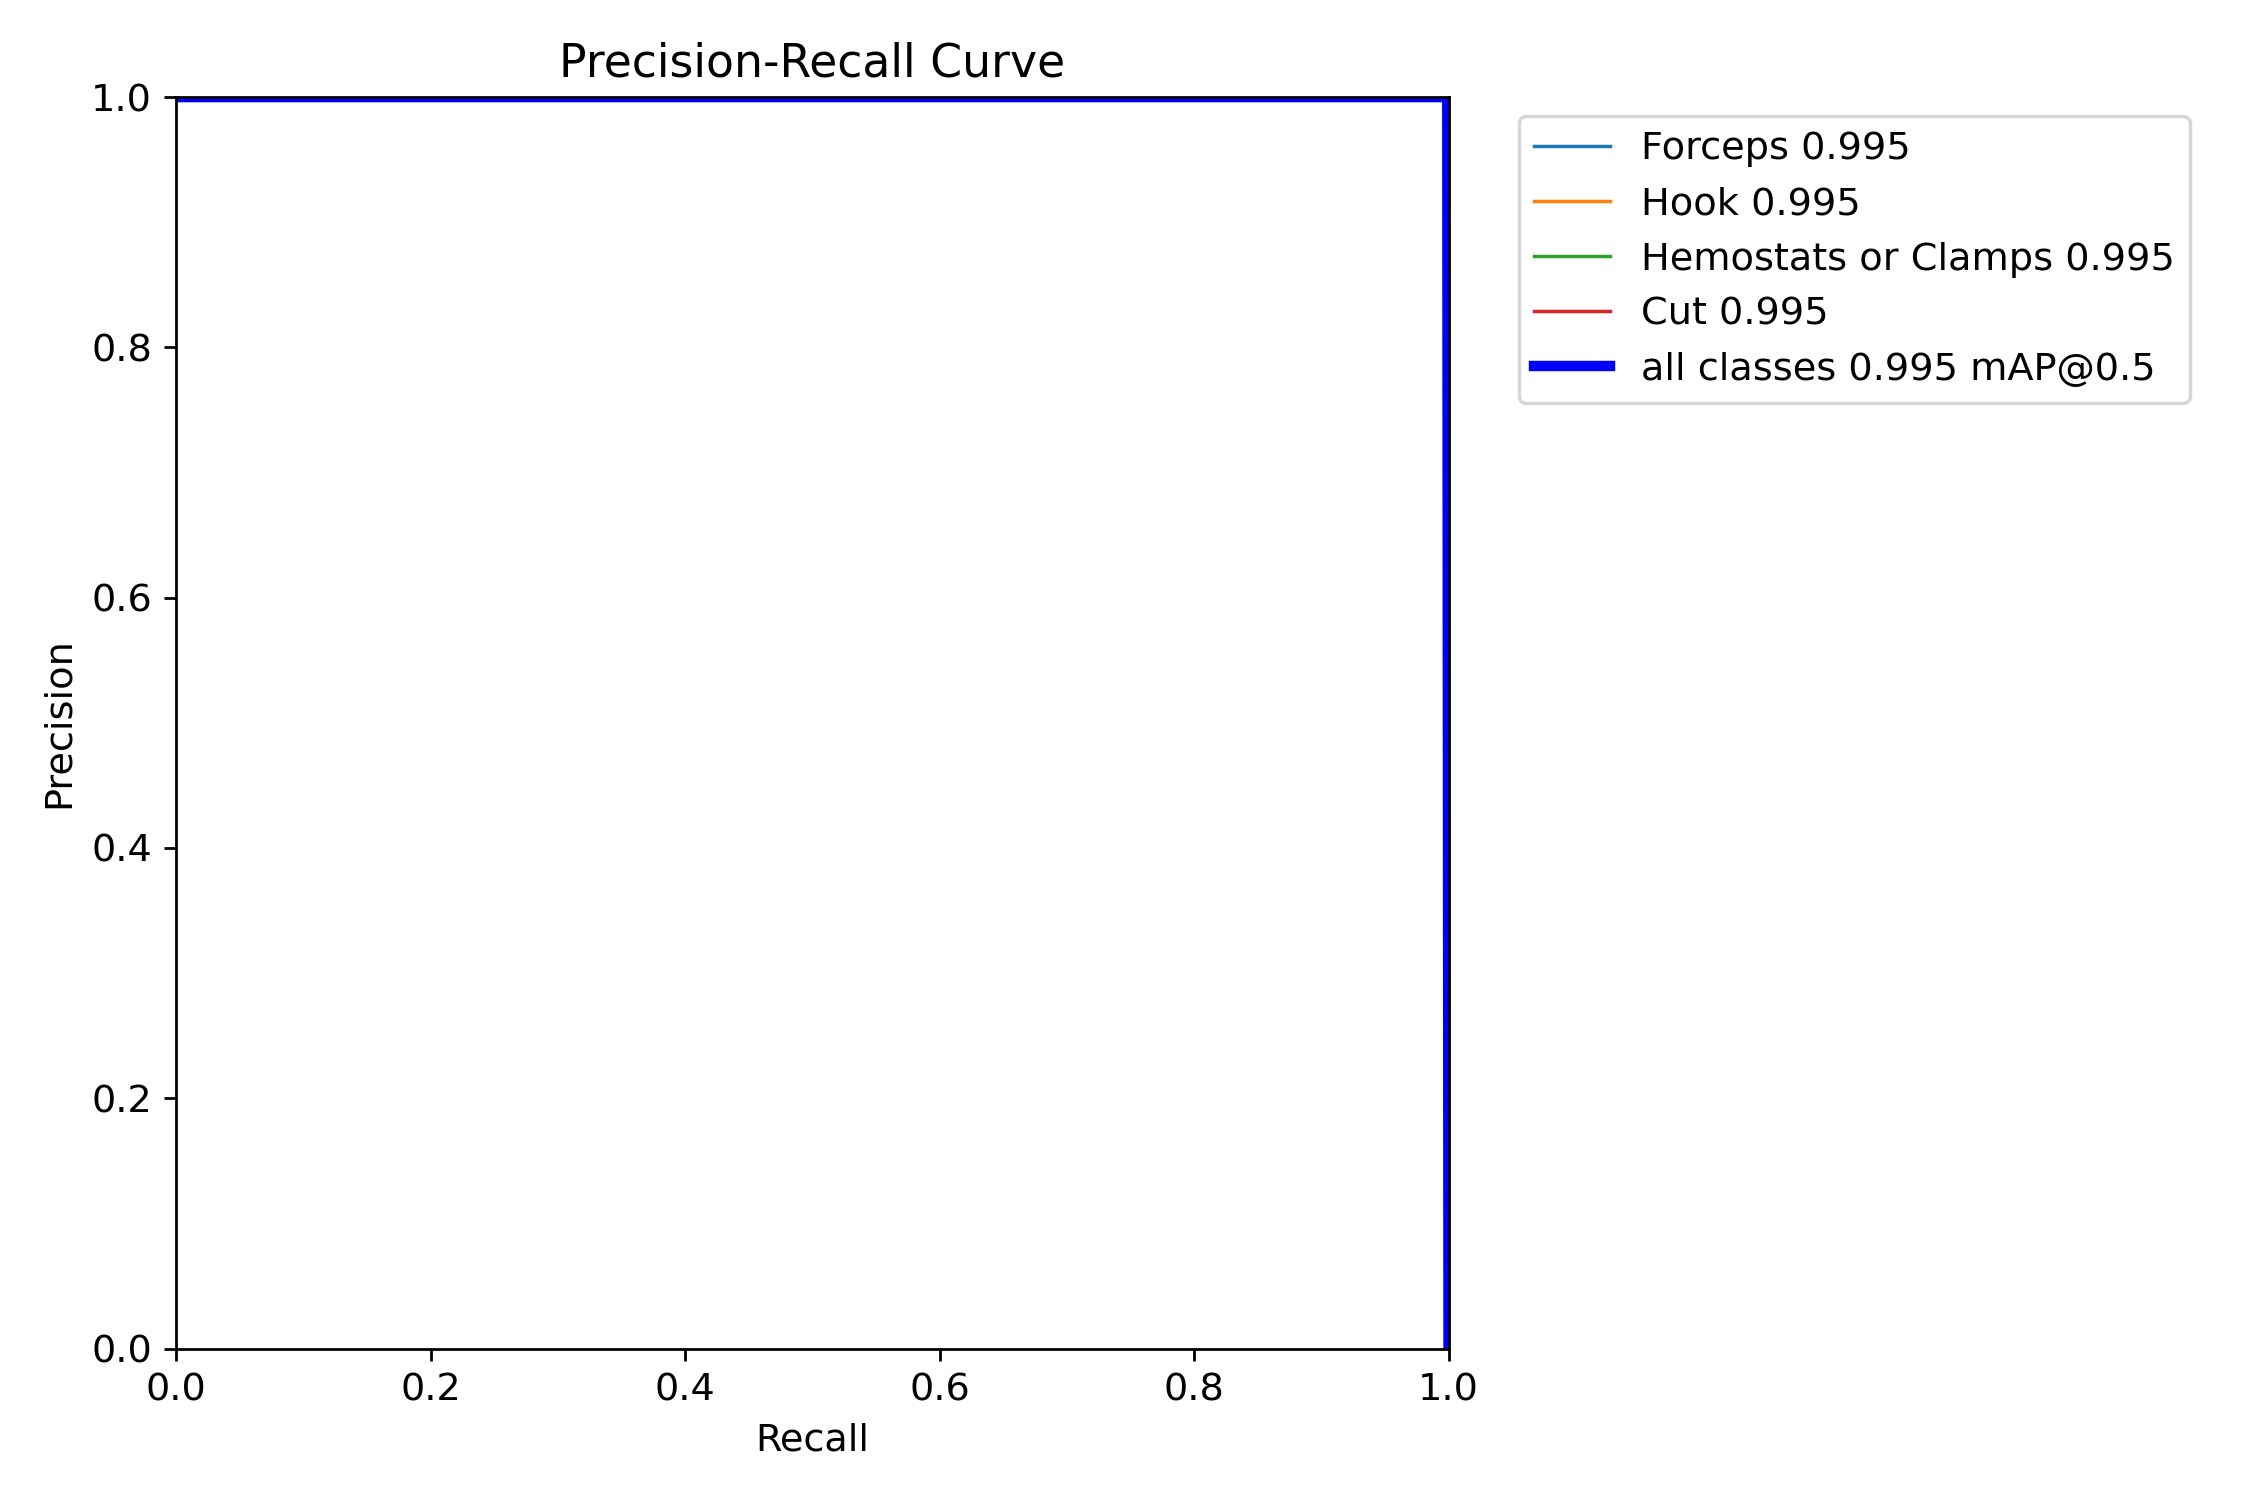 Precision-Recall Curve
1.0
0.8
0.6
0.4
0.2
0.0
Precision
0.0 0.2 0.4 0.6 0.8 1.0
Recall
Forceps 0.995
Hook 0.995
Hemostats or Clamps 0.995
Cut 0.995
all classes 0.995 mAP@0.5